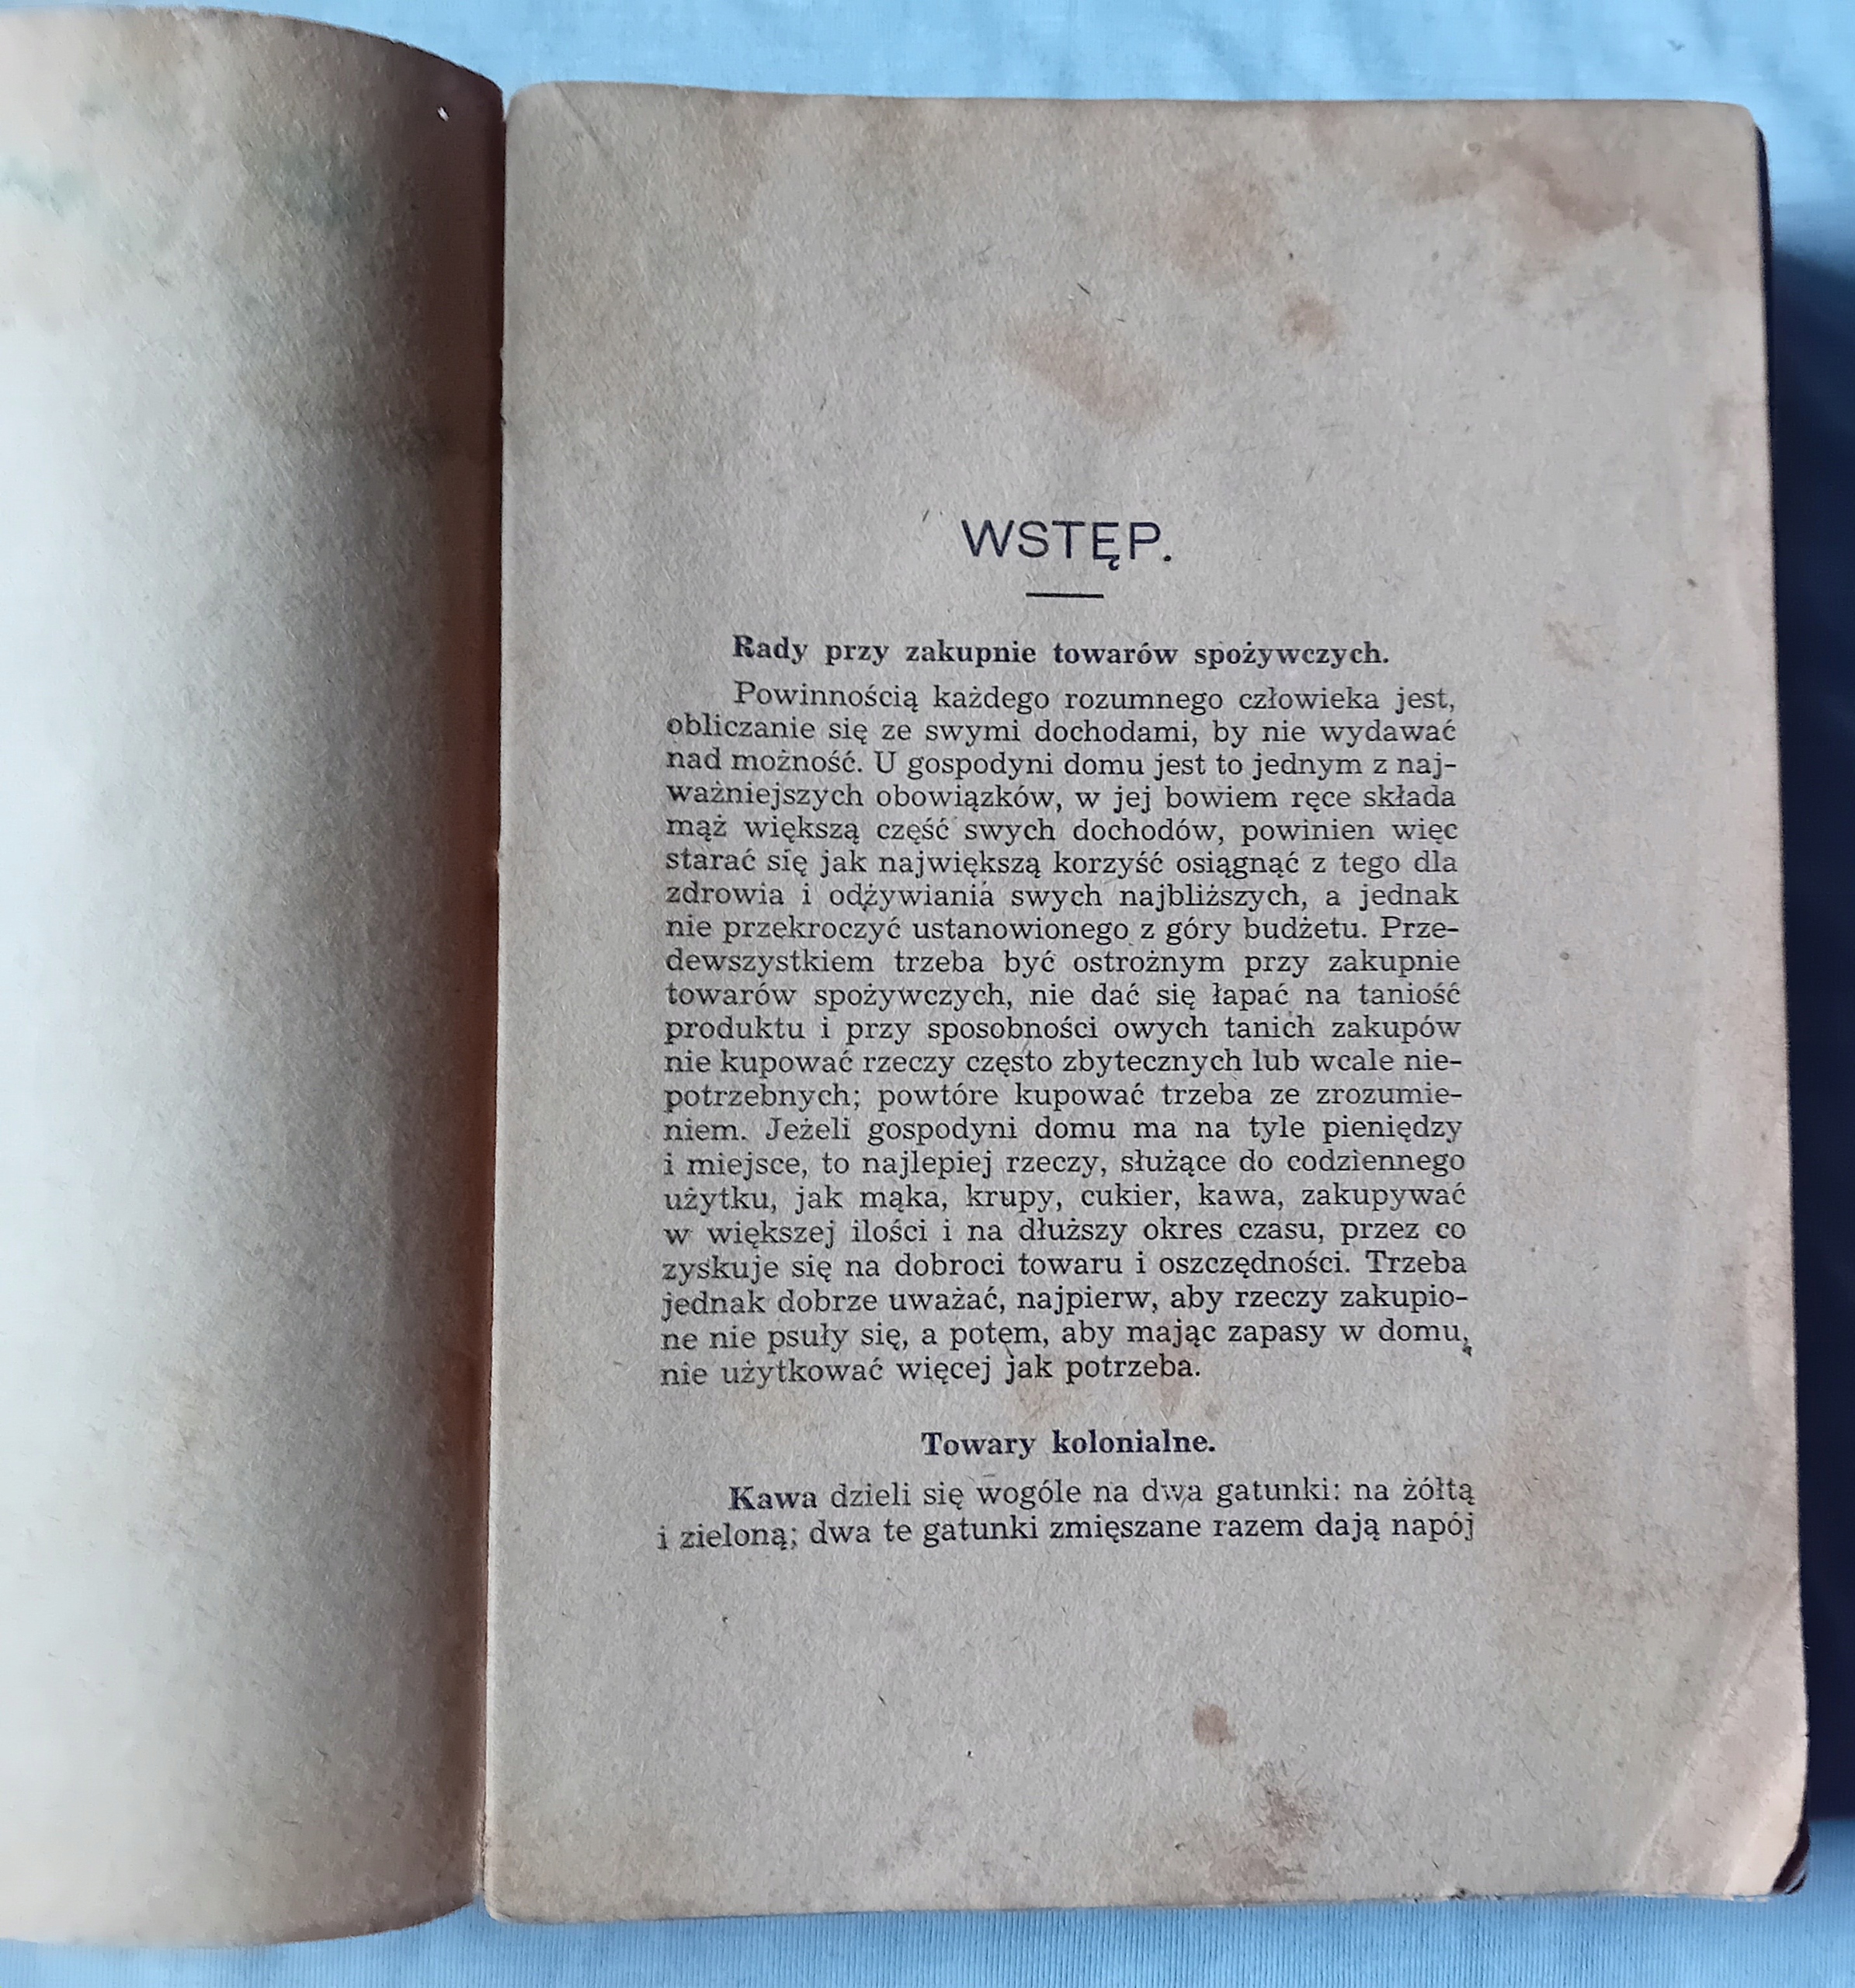 WSTĘP.
Rady przy zakupnie towarów spożywczych.
Powinnością każdego rozumnego człowieka jest,
obliczanie się ze swymi dochodami, by nie wydawać
nad możność. U gospodyni domu jest to jednym z naj-
ważniejszych obowiązków, w jej bowiem ręce składa
mąż większą część swych dochodów, powinien więc
starać się jak największą korzyść osiągnąć z tego dla
zdrowia i odżywiania swych najbliższych, a jednak
nie przekroczyć ustanowionego z góry budżetu. Prze-
dewszystkiem trzeba być ostrożnym przy zakupnie
towarów spożywczych, nie dać się łapać na taniość
produktu i przy sposobności owych tanich zakupów
nie kupować rzeczy często zbytecznych lub wcale nie-
potrzebnych; powtóre kupować trzeba ze zrozumie-
niem. Jeżeli gospodyni domu ma na tyle pieniędzy
i miejsce, to najlepiej rzeczy, służące do codziennego
użytku, jak mąka, krupy, cukier, kawa, zakupywać
w większej ilości i na dłuższy okres czasu, przez co
zyskuje się na dobroci towaru i oszczędności. Trzeba
jednak dobrze uważać, najpierw, aby rzeczy zakupio-
ne nie psuły się, a potem, aby mając zapasy w domu,
nie użytkować więcej jak potrzeba.
Towary kolonialne.
Kawa dzieli się wogóle na dwa gatunki: na żółtą
i zieloną; dwa te gatunki zmięszane razem dają napój